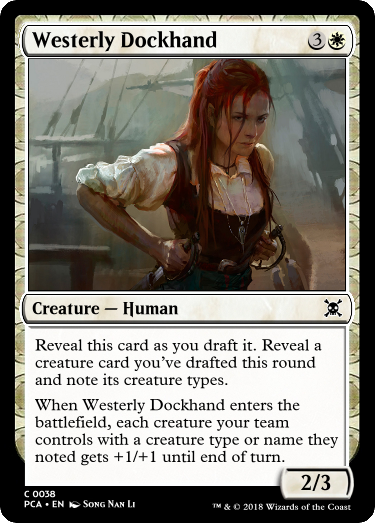 Westerly Dockhand 3
Creature — Human
Reveal this card as you draft it. Reveal a
creature card you've drafted this round
and note its creature types.
When Westerly Dockhand enters the
battlefield, each creature your team
controls with a creature type or name they
noted gets +1/+1 until end of turn.
2/3
C 0038
PCA • EN Song Nan Li
™ & © 2018 Wizards of the Coast